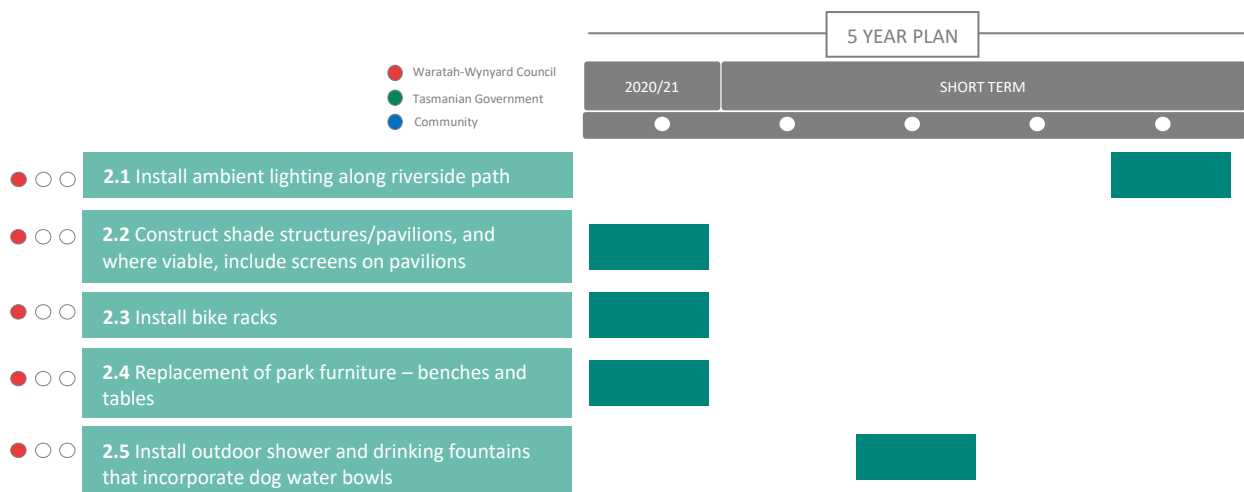 5 YEAR PLAN
Waratah-Wynyard Council
Tasmanian Government
Community
2020/21
SHORT TERM
2.1 Install ambient lighting along riverside path
2.2 Construct shade structures/pavilions, and
where viable, include screens on pavilions
2.3 Install bike racks
2.4 Replacement of park furniture – benches and
tables
2.5 Install outdoor shower and drinking fountains
that incorporate dog water bowls